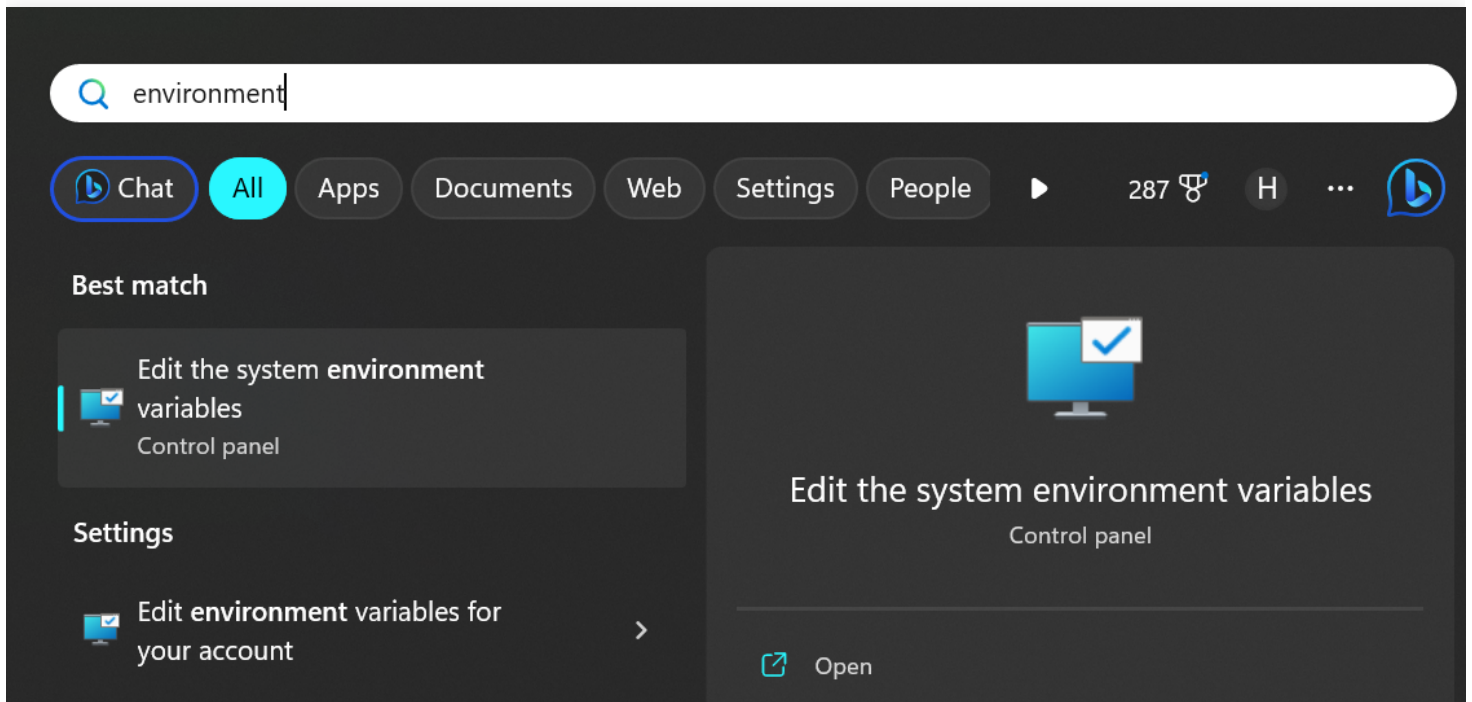 environment
Chat All Apps Documents Web Settings People 287 H
Best match
Edit the system environment
variables
Control panel
Settings
Edit environment variables for
your account
Edit the system environment variables
Control panel
Open